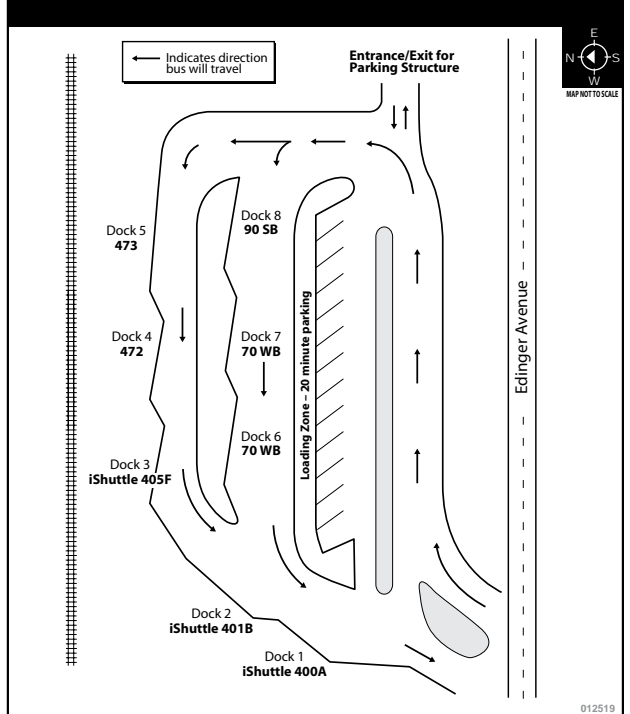 Indicates direction
bus will travel
Entrance/Exit for
Parking Structure
E
N S
W
MAP NOT TO SCALE
Dock 5
473
Dock 8
90 SB
Dock 4
472
Dock 7
70 WB
Dock 6
70 WB
Loading Zone – 20 minute parking
Edinger Avenue
Dock 3
iShuttle 405F
Dock 2
iShuttle 401B
Dock 1
iShuttle 400A
012519